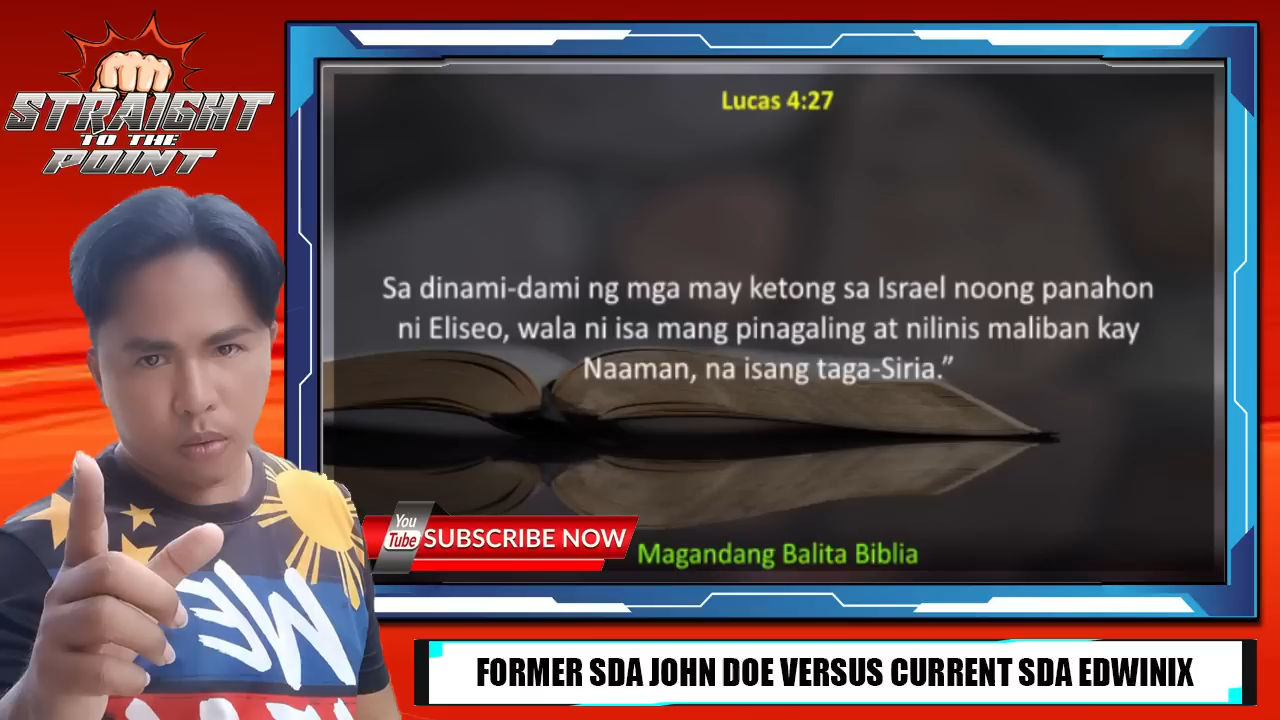 STRAIGHT
TO THE
POINT
Lucas 4:27
Sa dinami-dami ng mga may ketong sa Israel noong panahon
ni Eliseo, wala ni isa mang pinagaling at nilinis maliban kay
Naaman, na isang taga-Siria.”
You
Tube
SUBSCRIBE NOW
Magandang Balita Biblia
FORMER SDA JOHN DOE VERSUS CURRENT SDA EDWINIX